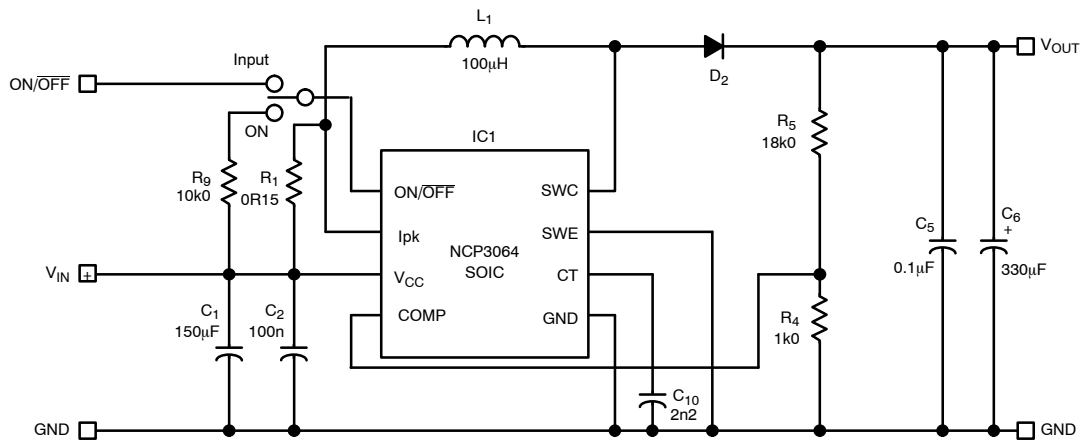 L1
100µH
D2
VOUT
ON/OFF
Input
ON
R9
10k0
R1
0R15
IC1
ON/OFF
Ipk
VCC
COMP
NCP3064
SOIC
SWC
SWE
CT
GND
R5
18k0
R4
1k0
C5
0.1µF
C6
+
330µF
VIN
+
C1
150µF
C2
100n
C10
2n2
GND
GND